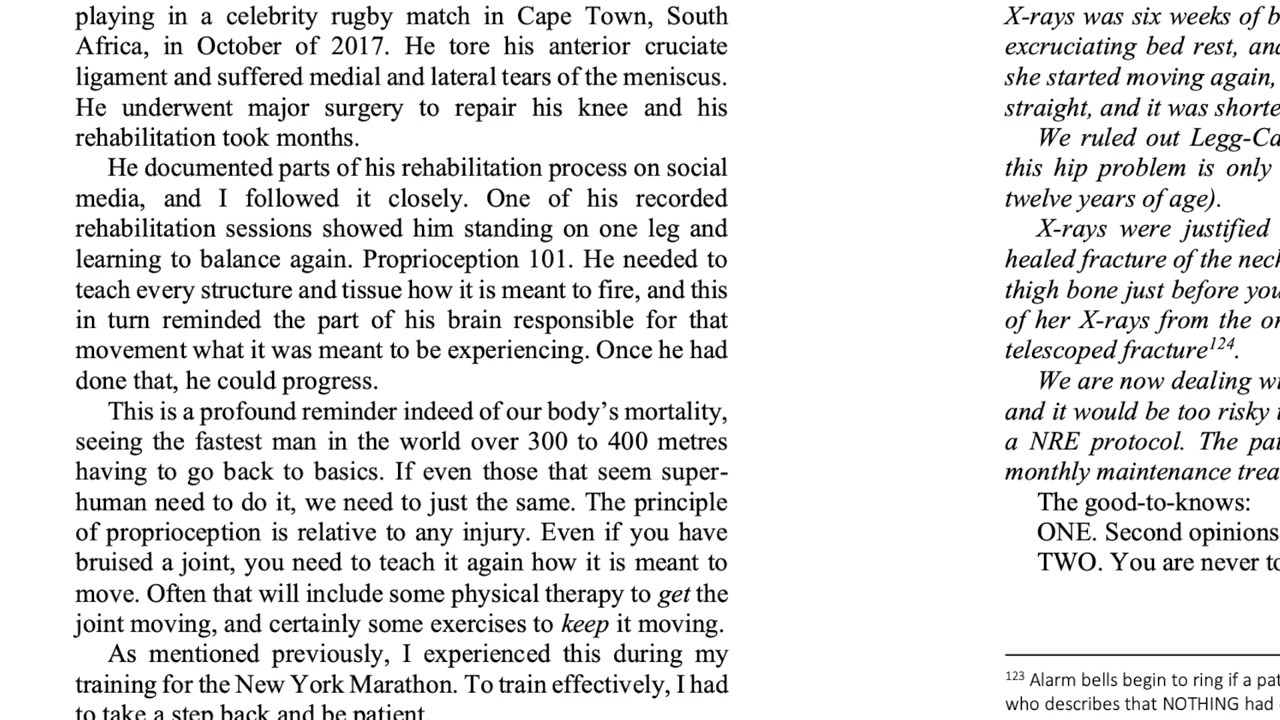 playing in a celebrity rugby match in Cape Town, South
Africa, in October of 2017. He tore his anterior cruciate
ligament and suffered medial and lateral tears of the meniscus.
He underwent major surgery to repair his knee and his
rehabilitation took months.
He documented parts of his rehabilitation process on social
media, and I followed it closely. One of his recorded
rehabilitation sessions showed him standing on one leg and
learning to balance again. Proprioception 101. He needed to
teach every structure and tissue how it is meant to fire, and this
in turn reminded the part of his brain responsible for that
movement what it was meant to be experiencing. Once he had
done that, he could progress.
This is a profound reminder indeed of our body’s mortality,
seeing the fastest man in the world over 300 to 400 metres
having to go back to basics. If even those that seem super-
human need to do it, we need to just the same. The principle
of proprioception is relative to any injury. Even if you have
bruised a joint, you need to teach it again how it is meant to
move. Often that will include some physical therapy to get the
joint moving, and certainly some exercises to keep it moving.
As mentioned previously, I experienced this during my
training for the New York Marathon. To train effectively, I had
to take a step back and be patient.
X-rays was six weeks of
excruciating bed rest,
she started moving again,
straight, and it was
We ruled out
this hip problem is only
twelve years of age).
X-rays were justified
healed fracture of the
thigh bone just before
of her X-rays from the
telescoped fracture¹²⁴.
We are now dealing
and it would be too risky
a NRE protocol. The
monthly maintenance
The good-to-knows:
ONE. Second opinions
TWO. You are never
¹²³ Alarm bells begin to ring if a
who describes that NOTHING had